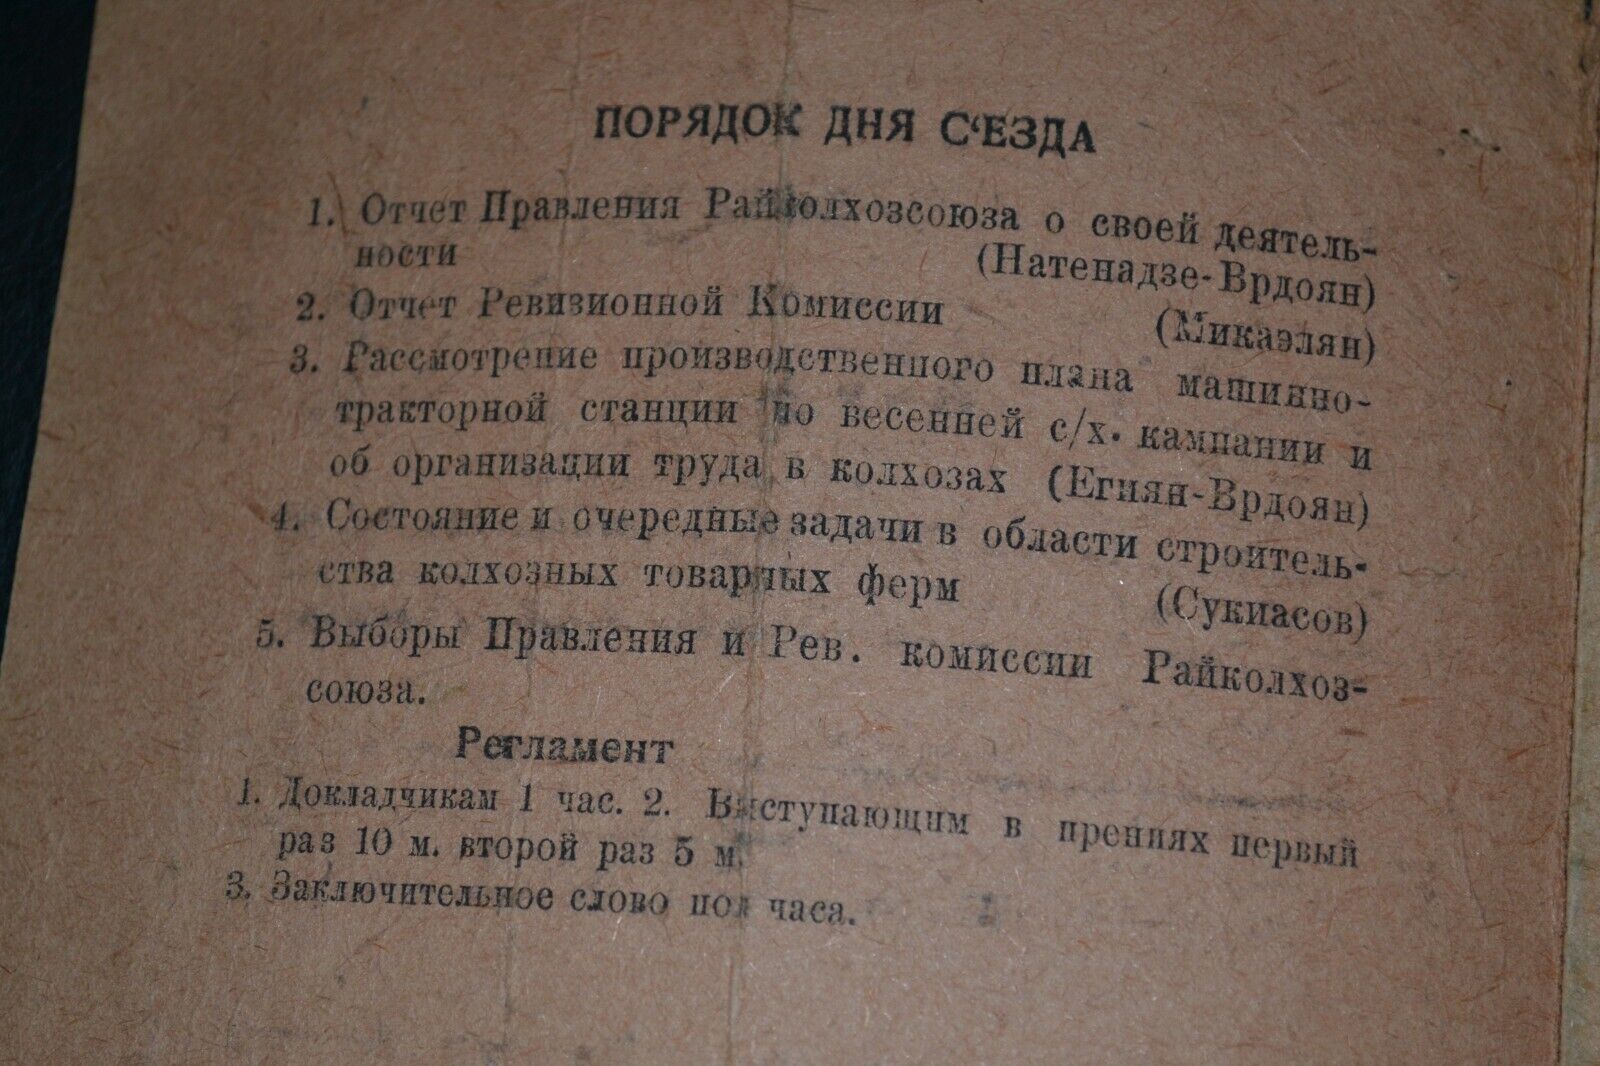 ПОРЯДОК ДНЯ С‘ЕЗДА
1. Отчет Правления Райколхозсоюза о своей деятель-
ности (Натенадзе-Врдоян)
2. Отчет Ревизионной Комиссии (Микаэлян)
3. Рассмотрение производственного плана машинно-
тракторной станции по весенней с/х. кампании и
об организации труда в колхозах (Егиян-Врдоян)
4. Состояние и очередные задачи в области строитель-
ства колхозных товарных ферм (Сукиасов)
5. Выборы Правления и Рев. комиссии Райколхоз-
союза.
Регламент
1. Докладчикам 1 час. 2. Выступающим в прениях первый
раз 10 м. второй раз 5 м.
3. Заключительное слово пол часа.